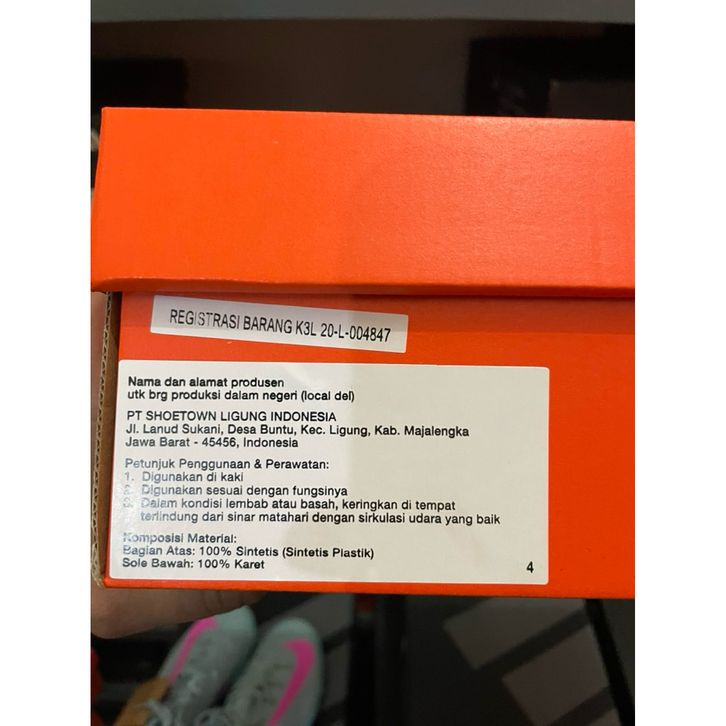 REGISTRASI BARANG K3L 20-L-004847
Nama dan alamat produsen
utk brg produksi dalam negeri (local del)
PT SHOETOWN LIGUNG INDONESIA
Jl. Lanud Sukani, Desa Buntu, Kec. Ligung, Kab. Majalengka
Jawa Barat - 45456, Indonesia
Petunjuk Penggunaan & Perawatan:
1. Digunakan di kaki
2. Digunakan sesuai dengan fungsinya
3. Dalam kondisi lembab atau basah, keringkan di tempat
terlindung dari sinar matahari dengan sirkulasi udara yang baik
Komposisi Material:
Bagian Atas: 100% Sintetis (Sintetis Plastik)
Sole Bawah: 100% Karet
4